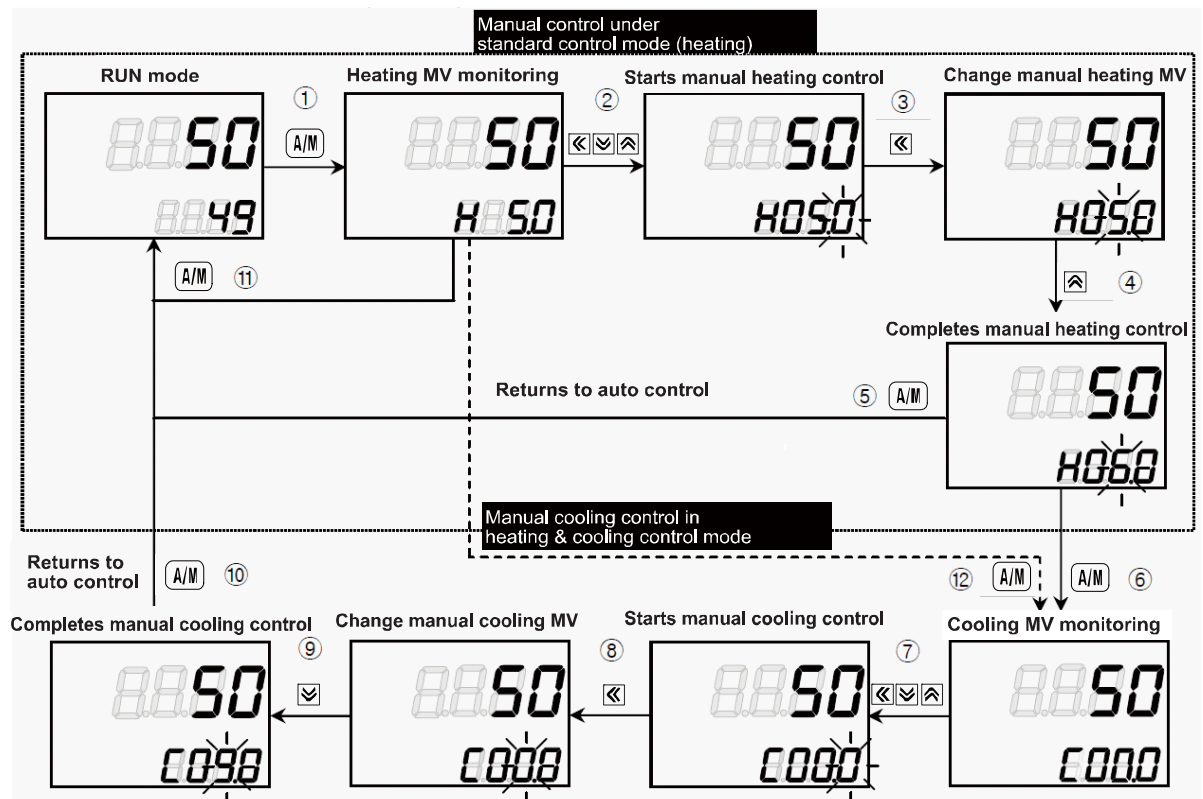 Manual control under
standard control mode (heating)
RUN mode
Heating MV monitoring
Starts manual heating control
Change manual heating MV
① ② ③
A/M
50
49
50
H 5.0
50
H05.0
50
H05.0
A/M ⑪
④
Completes manual heating control
Returns to auto control
⑤ A/M
50
H06.0
Manual cooling control in
heating & cooling control mode
Returns to
auto control
A/M ⑩
⑫ A/M
A/M ⑥
Completes manual cooling control
Change manual cooling MV
Starts manual cooling control
Cooling MV monitoring
⑨ ⑧ ⑦
50
C09.0
50
C00.0
50
C00.0
50
C00.0